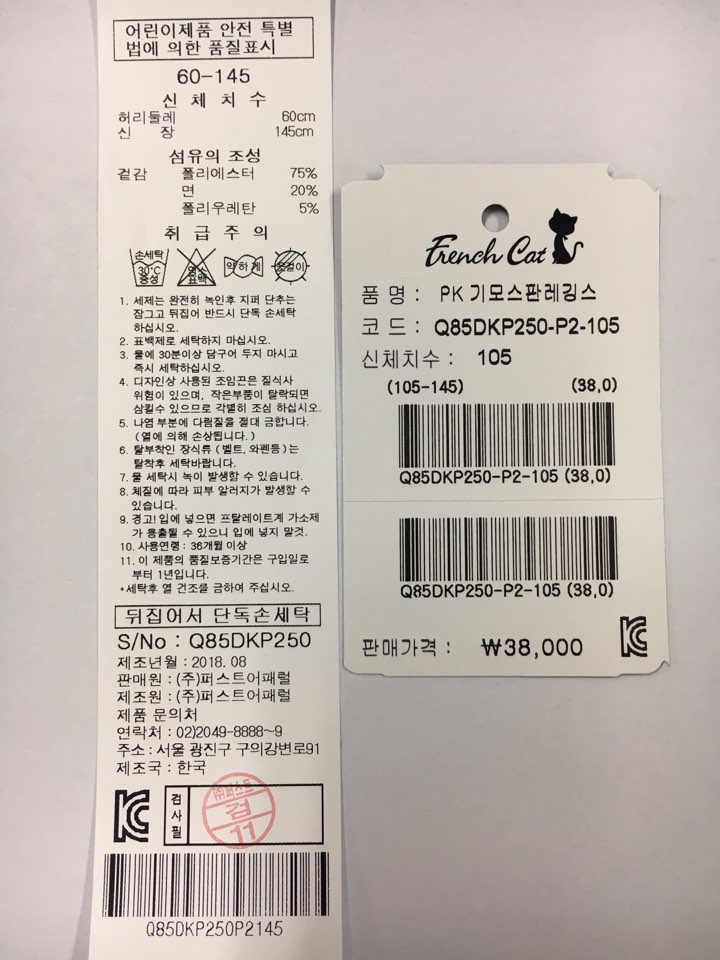 어린이제품 안전 특별
법에 의한 품질표시
60-145
신 체 치 수
허리둘레 60cm
신 장 145cm
섬유의 조성
겉감 폴리에스터 75%
면 20%
폴리우레탄 5%
취 급 주 의
손세탁 30℃ 중성
염소 표백
약하게
옷걸이
1. 세제는 완전히 녹인후 지퍼 단추는
잠그고 뒤집어 반드시 단독 손세탁
하십시오.
2. 표백제로 세탁하지 마십시오.
3. 물에 30분이상 담구어 두지 마시고
즉시 세탁하십시오.
4. 디자인상 사용된 조임끈은 질식사
위험이 있으며, 작은부품이 탈락되면
삼킬수 있으므로 각별히 조심 하십시오.
5. 나염 부분에 다림질을 절대 금합니다.
(열에 의해 손상됩니다.)
6. 탈부착인 장식류 (벨트, 와펜등)는
탈착후 세탁바랍니다.
7. 물 세탁시 녹이 발생할 수 있습니다.
8. 체질에 따라 피부 알러지가 발생할 수
있습니다.
9. 경고! 입에 넣으면 프탈레이트계 가소제
가 용출될 수 있으니 입에 넣지 말것.
10. 사용연령 : 36개월 이상
11. 이 제품의 품질보증기간은 구입일로
부터 1년입니다.
*세탁후 열 건조를 금하여 주십시오.
뒤집어서 단독손세탁
S/No : Q85DKP250
제조년월 : 2018. 08
판매원 : (주)퍼스트어패럴
제조원 : (주)퍼스트어패럴
제품 문의처
연락처 : 02)2049-8888~9
주소 : 서울 광진구 구의강변로91
제조국 : 한국
KC 검사필 (주)퍼스트 검 11
Q85DKP250P2145
French Cat
품 명 : PK 기모스판레깅스
코 드 : Q85DKP250-P2-105
신체치수 : 105
(105-145) (38,0)
Q85DKP250-P2-105 (38,0)
Q85DKP250-P2-105 (38,0)
판매가격 : ₩38,000 KC